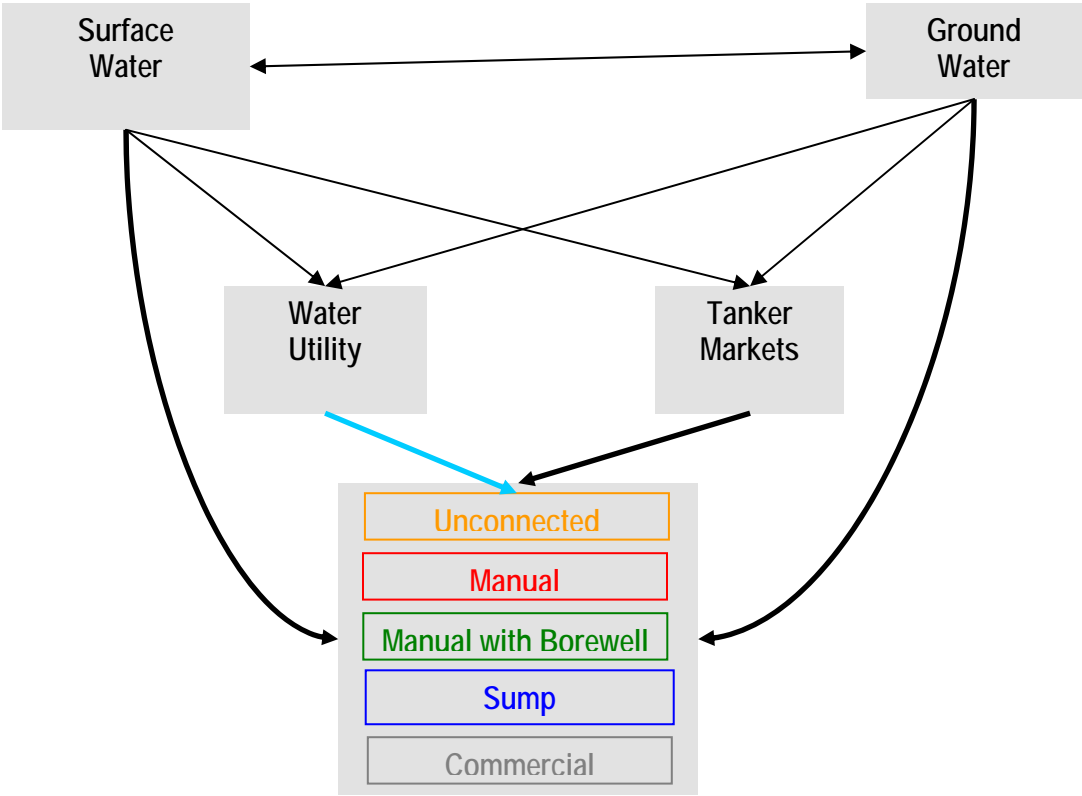 Surface
Water
Ground
Water
Water
Utility
Tanker
Markets
Unconnected
Manual
Manual with Borewell
Sump
Commercial